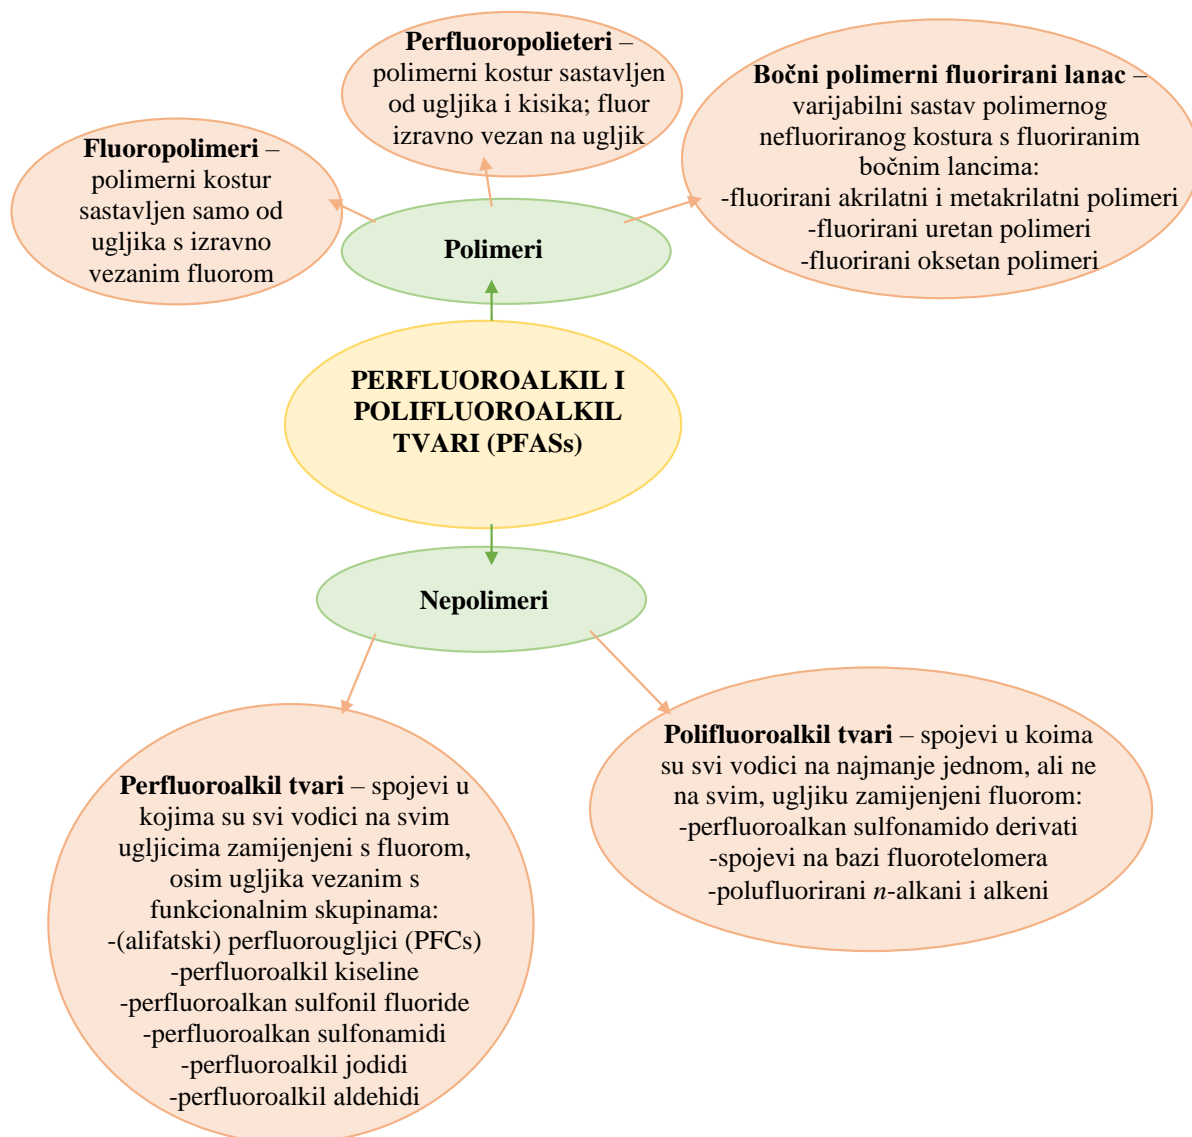 Perfluoropolieteri –
polimerni kostur sastavljen
od ugljika i kisika; fluor
izravno vezan na ugljik
Bočni polimerni fluorirani lanac –
varijabilni sastav polimernog
nefluoriranog kostura s fluoriranim
bočnim lancima:
-fluorirani akrilatni i metakrilatni polimeri
-fluorirani uretan polimeri
-fluorirani oksetan polimeri
Fluoropolimeri –
polimerni kostur
sastavljen samo od
ugljika s izravno
vezanim fluorom
Polimeri
PERFLUOROALKIL I
POLIFLUOROALKIL
TVARI (PFASs)
Nepolimeri
Perfluoroalkil tvari – spojevi u
kojima su svi vodici na svim
ugljicima zamijenjeni s fluorom,
osim ugljika vezanim s
funkcionalnim skupinama:
-(alifatski) perfluorougljici (PFCs)
-perfluoroalkil kiseline
-perfluoroalkan sulfonil fluoride
-perfluoroalkan sulfonamidi
-perfluoroalkil jodidi
-perfluoroalkil aldehidi
Polifluoroalkil tvari – spojevi u koima
su svi vodici na najmanje jednom, ali ne
na svim, ugljiku zamijenjeni fluorom:
-perfluoroalkan sulfonamido derivati
-spojevi na bazi fluorotelomera
-polufluorirani n-alkani i alkeni